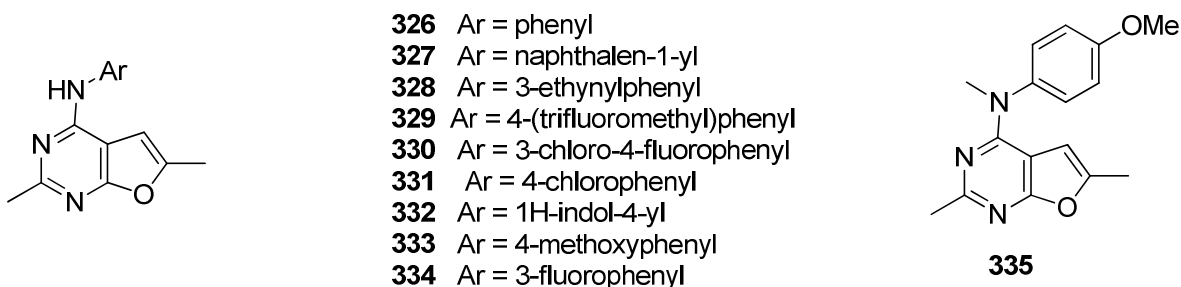 HN
Ar
N
N
O
326 Ar = phenyl
327 Ar = naphthalen-1-yl
328 Ar = 3-ethynylphenyl
329 Ar = 4-(trifluoromethyl)phenyl
330 Ar = 3-chloro-4-fluorophenyl
331 Ar = 4-chlorophenyl
332 Ar = 1H-indol-4-yl
333 Ar = 4-methoxyphenyl
334 Ar = 3-fluorophenyl
OMe
N
N
N
O
335